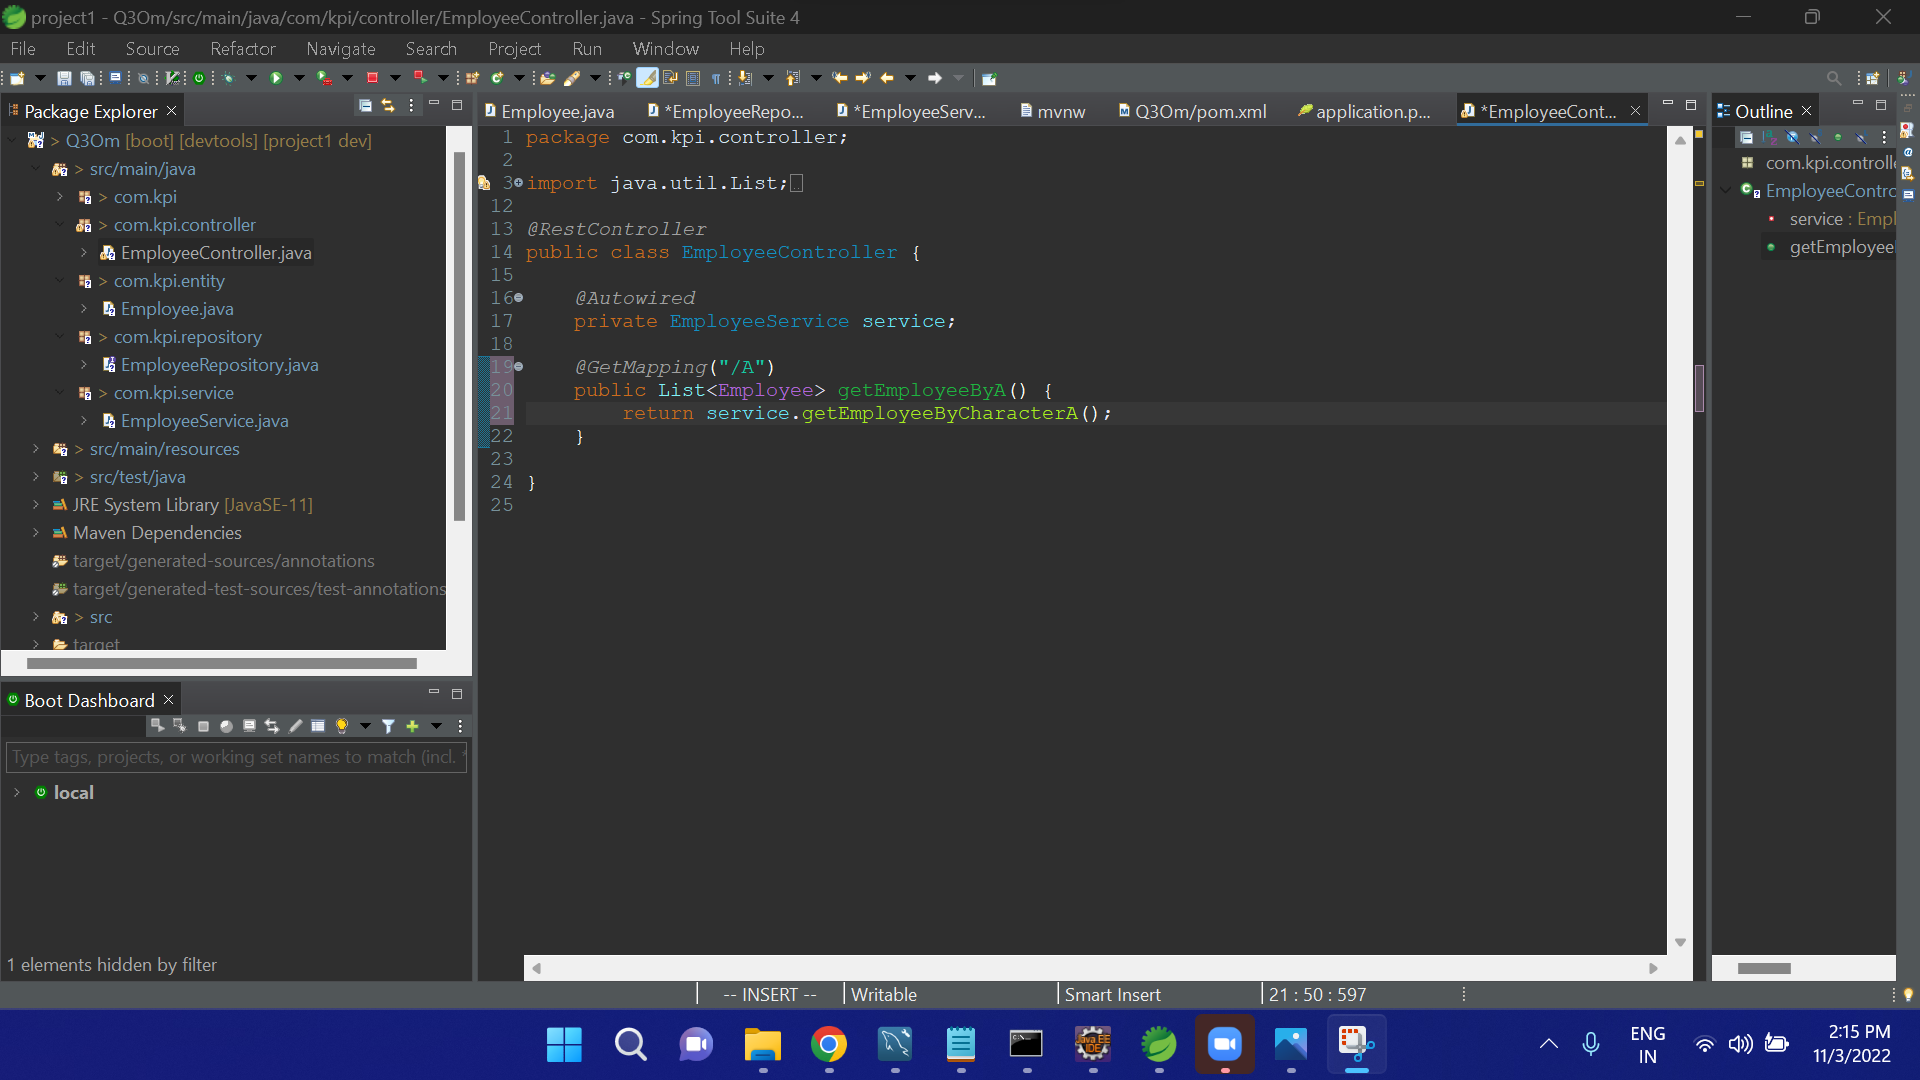 project1 - Q3Om/src/main/java/com/kpi/controller/EmployeeController.java - Spring Tool Suite 4
File Edit Source Refactor Navigate Search Project Run Window Help
Package Explorer
> Q3Om [boot] [devtools] [project1 dev]
> src/main/java
> com.kpi
> com.kpi.controller
EmployeeController.java
> com.kpi.entity
Employee.java
> com.kpi.repository
EmployeeRepository.java
> com.kpi.service
EmployeeService.java
> src/main/resources
> src/test/java
JRE System Library [JavaSE-11]
Maven Dependencies
target/generated-sources/annotations
target/generated-test-sources/test-annotations
> src
target
Boot Dashboard
Type tags, projects, or working set names to match (incl. *
local
1 elements hidden by filter
Employee.java *EmployeeRepo... *EmployeeServ... mvnw Q3Om/pom.xml application.p... *EmployeeCont...
1 package com.kpi.controller;
2
3 import java.util.List;
12
13 @RestController
14 public class EmployeeController {
15
16 @Autowired
17 private EmployeeService service;
18
19 @GetMapping("/A")
20 public List<Employee> getEmployeeByA() {
21 return service.getEmployeeByCharacterA();
22 }
23
24 }
25
Outline
com.kpi.controlle
EmployeeContro
service : Empl
getEmployee
-- INSERT -- Writable Smart Insert 21 : 50 : 597
Java EE
IDE
ENG
IN
2:15 PM
11/3/2022